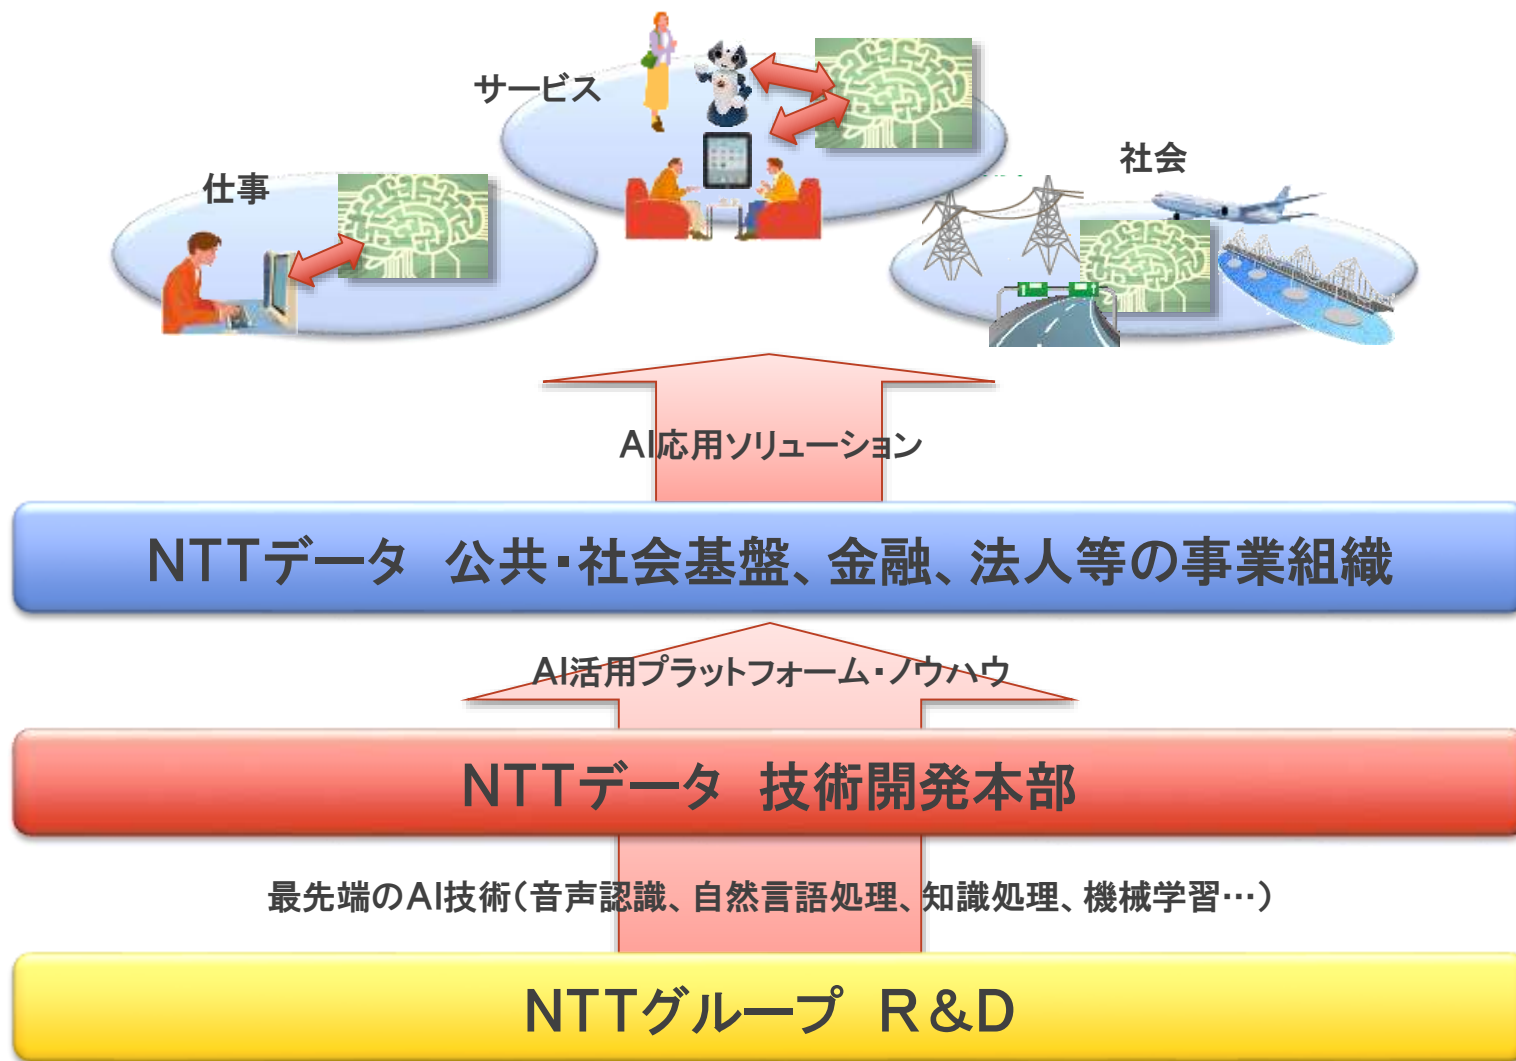 サービス
仕事
社会
AI応用ソリューション
NTTデータ　公共・社会基盤、金融、法人等の事業組織
AI活用プラットフォーム・ノウハウ
NTTデータ　技術開発本部
最先端のAI技術（音声認識、自然言語処理、知識処理、機械学習…）
NTTグループ　R＆D